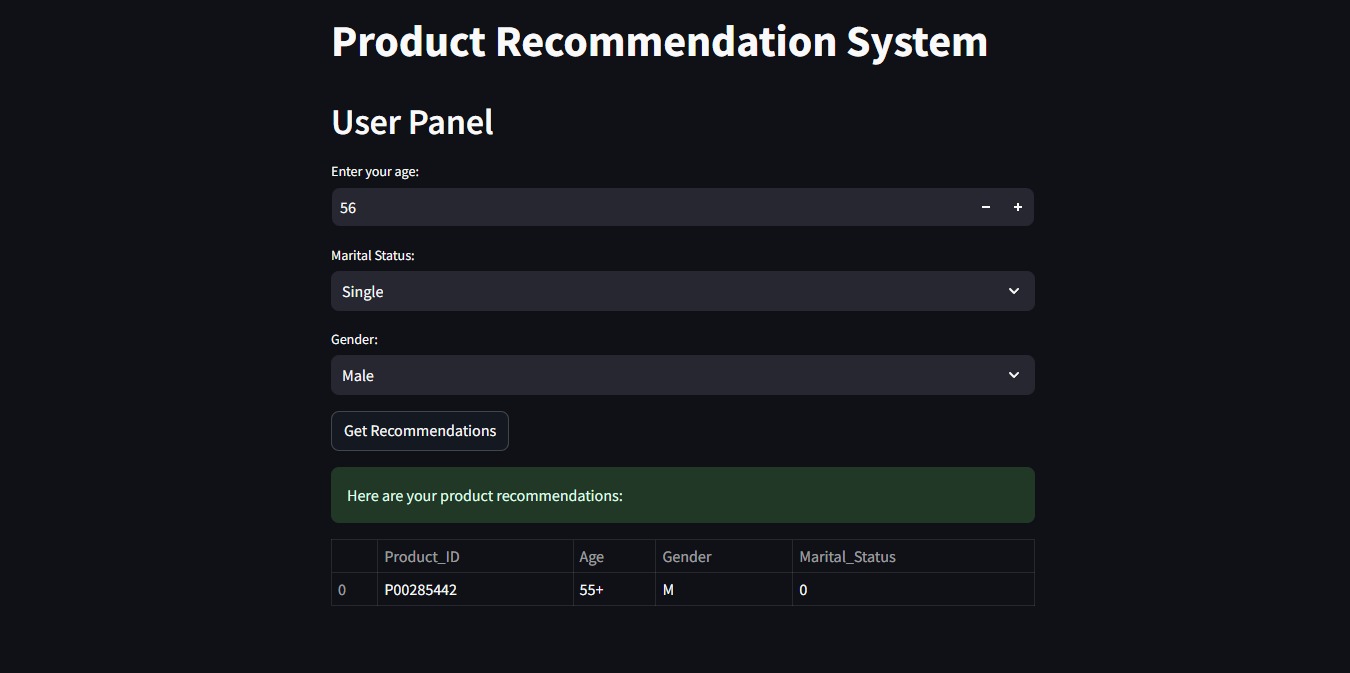 Product Recommendation System
User Panel
Enter your age:
56 − +
Marital Status:
Single
Gender:
Male
Get Recommendations
Here are your product recommendations:
Product_ID Age Gender Marital_Status
0 P00285442 55+ M 0